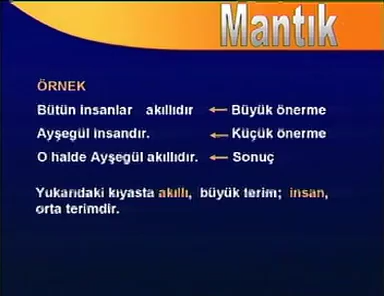 Mantık
ÖRNEK
Bütün insanlar akıllıdır ← Büyük önerme
Ayşegül insandır. ← Küçük önerme
O halde Ayşegül akıllıdır. ← Sonuç
Yukarıdaki kıyasta akıllı, büyük terim; insan,
orta terimdir.